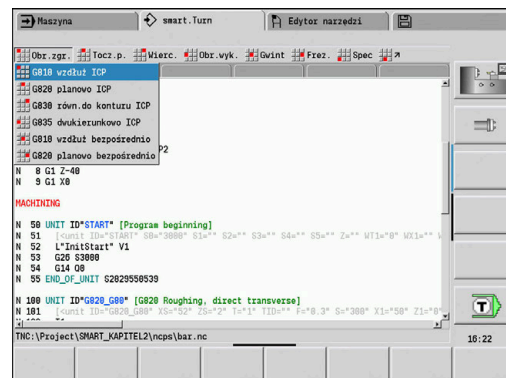 Maszyna smart.Turn Edytor narzędzi
Obr.zgr. Tocz.p. Wierc. Obr.wyk. Gwint Frez. Spec
G810 wzdłuż ICP
G820 planowo ICP
G830 równ.do konturu ICP
G835 dwukierunkowo ICP
G810 wzdłuż bezpośrednio
G820 planowo bezpośrednio
P2
N 8 G1 Z-40
N 9 G1 X0
MACHINING
N 50 UNIT ID"START" [Program beginning]
N 51 [<unit ID="START" S0="3000" S1="" S2="" S3="" S4="" S5="" Z="" WT1="0" WX1=""
N 52 L"InitStart" V1
N 53 G26 S3000
N 54 G14 Q0
N 55 END_OF_UNIT S2029550539
N 100 UNIT ID"G820_G80" [G820 Roughing, direct transverse]
N 101 [<unit ID="G820_G80" XS="52" ZS="2" T="1" TID="" F="0.3" S="300" X1="50" Z1="0"
TNC:\Project\SMART_KAPITEL2\ncps\bar.nc
T
16:22